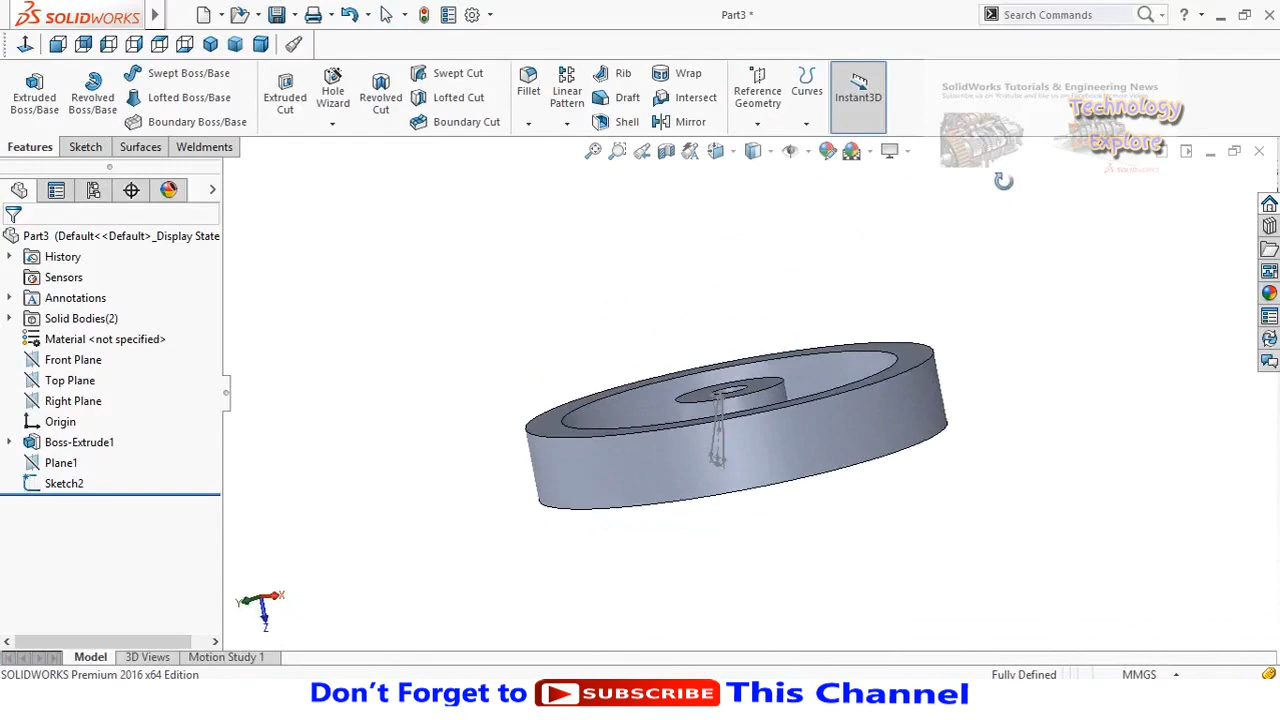 SOLIDWORKS
Part3 *
Search Commands
Extruded Boss/Base
Revolved Boss/Base
Swept Boss/Base
Lofted Boss/Base
Boundary Boss/Base
Extruded Cut
Hole Wizard
Revolved Cut
Swept Cut
Lofted Cut
Boundary Cut
Fillet
Linear Pattern
Rib
Draft
Shell
Wrap
Intersect
Mirror
Reference Geometry
Curves
Instant3D
SolidWorks Tutorials & Engineering News
Technology
Explore
Features
Sketch
Surfaces
Weldments
Part3 (Default<<Default>_Display State
History
Sensors
Annotations
Solid Bodies(2)
Material <not specified>
Front Plane
Top Plane
Right Plane
Origin
Boss-Extrude1
Plane1
Sketch2
Y
X
Z
Model
3D Views
Motion Study 1
SOLIDWORKS Premium 2016 x64 Edition
Fully Defined
MMGS
Don't Forget to SUBSCRIBE This Channel